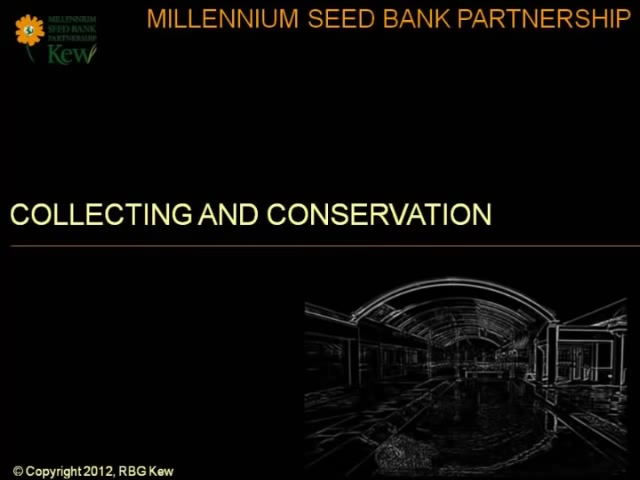 MILLENNIUM SEED BANK PARTNERSHIP
MILLENNIUM
SEED BANK
PARTNERSHIP
Kew
COLLECTING AND CONSERVATION
© Copyright 2012, RBG Kew